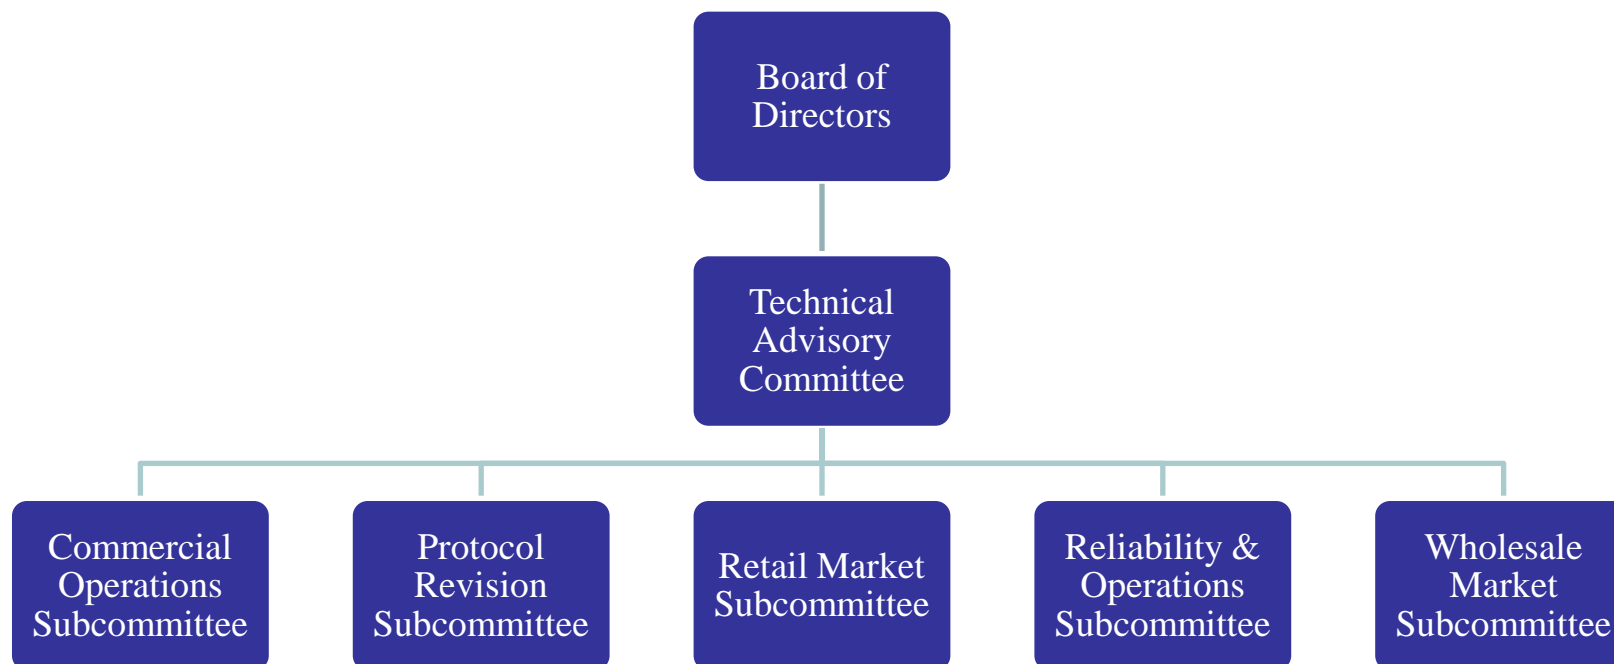 Board of
Directors
Technical
Advisory
Committee
Commercial
Operations
Subcommittee
Protocol
Revision
Subcommittee
Retail Market
Subcommittee
Reliability &
Operations
Subcommittee
Wholesale
Market
Subcommittee